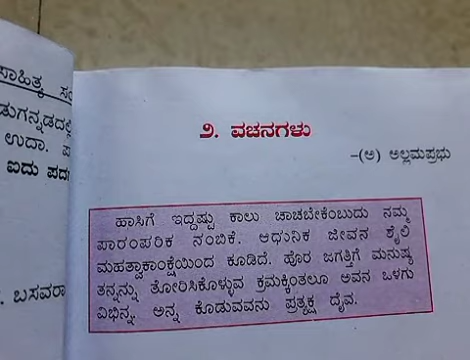 ಸಾಹಿತ್ಯ
ಉದಾ.
ಐದು ಪದ
ಬಸವರಾ
೨. ವಚನಗಳು
-(ಅ) ಅಲ್ಲಮಪ್ರಭು
ಹಾಸಿಗೆ ಇದ್ದಷ್ಟು ಕಾಲು ಚಾಚಬೇಕೆಂಬುದು ನಮ್ಮ
ಪಾರಂಪರಿಕ ನಂಬಿಕೆ. ಆಧುನಿಕ ಜೀವನ ಶೈಲಿ
ಮಹತ್ವಾಕಾಂಕ್ಷೆಯಿಂದ ಕೂಡಿದೆ. ಹೊರ ಜಗತ್ತಿಗೆ ಮನುಷ್ಯ
ತನ್ನನ್ನು ತೋರಿಸಿಕೊಳ್ಳುವ ಕ್ರಮಕ್ಕಿಂತಲೂ ಅವನ ಒಳಗು
ವಿಭಿನ್ನ. ಅನ್ನ ಕೊಡುವವನು ಪ್ರತ್ಯಕ್ಷ ದೈವ.